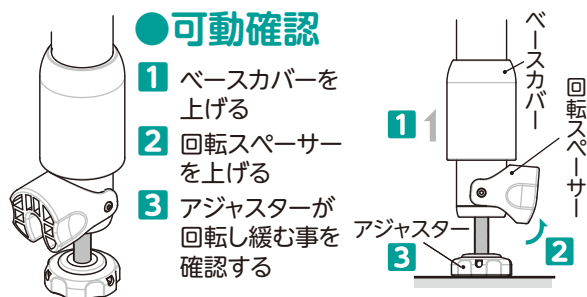 ●可動確認
1 ベースカバーを
上げる
2 回転スペーサー
を上げる
3 アジャスターが
回転し緩む事を
確認する
ベースカバー
回転スペーサー
1
アジャスター
3
2